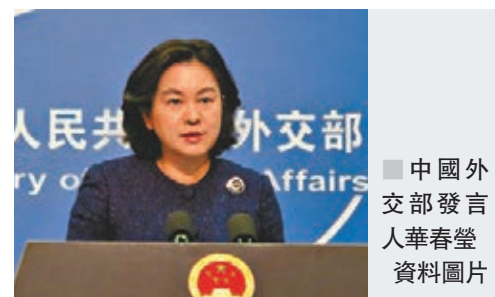 人民共 外交部
ry o Affairs
■中國外
交部發言
人華春瑩
資料圖片